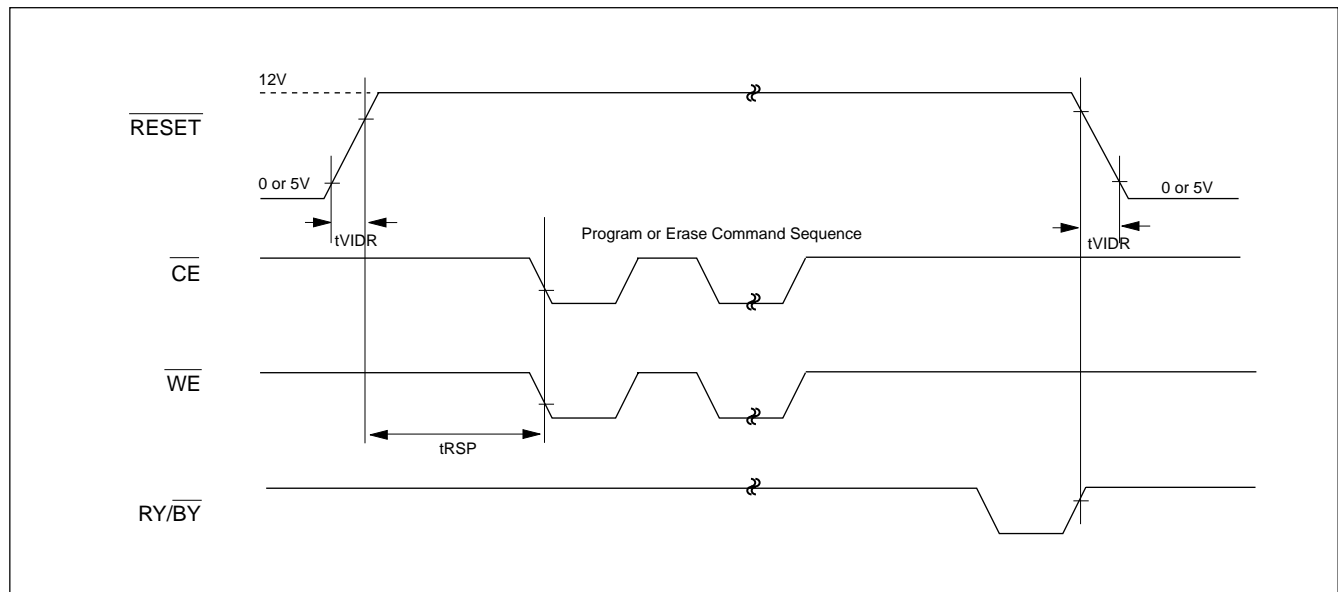 12V
RESET
0 or 5V
0 or 5V
tVIDR
Program or Erase Command Sequence
tVIDR
CE
WE
tRSP
RY/BY